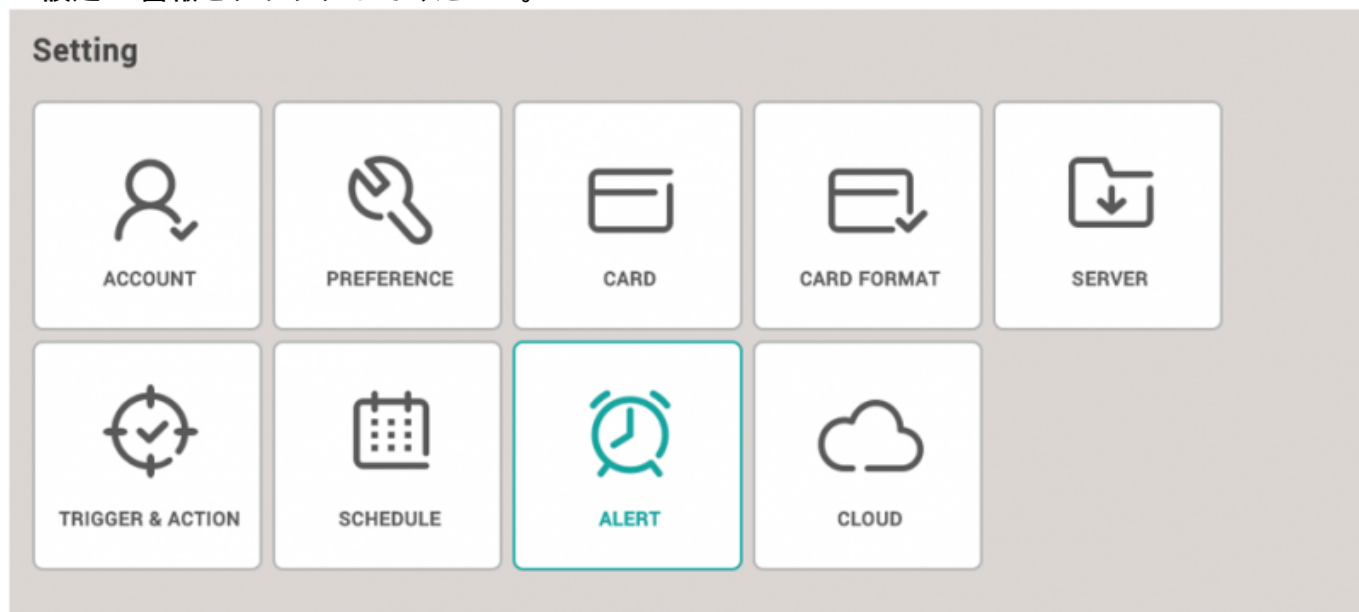 Setting
ACCOUNT
PREFERENCE
CARD
CARD FORMAT
SERVER
TRIGGER & ACTION
SCHEDULE
ALERT
CLOUD